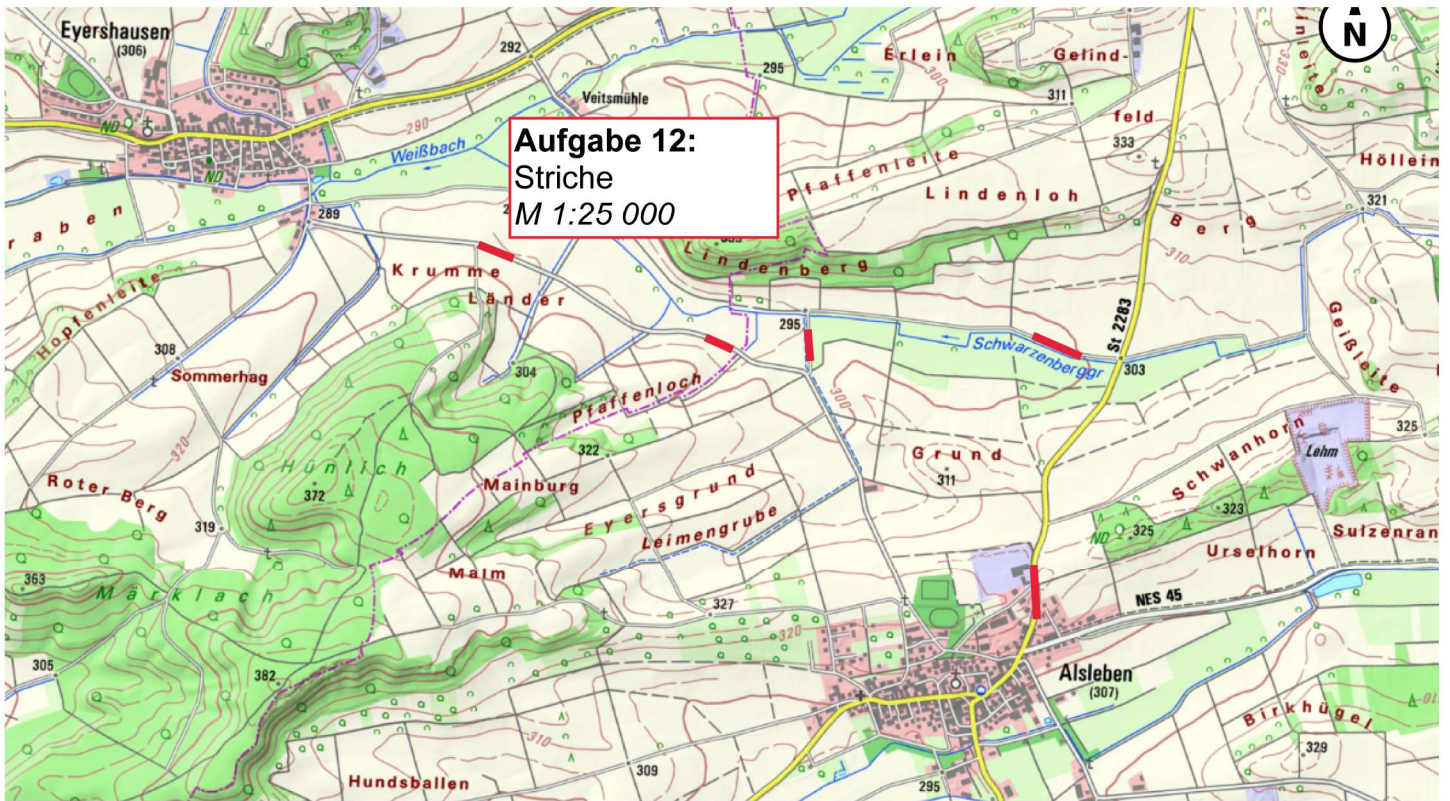 N
Eyershausen
(306)
292
295
Erlein
300
Gelind-
330
311
Veitsmühle
feld
333
ND
290
Weißbach
Aufgabe 12:
Striche
M 1:25 000
Pfaffenleite
Höllein
ND
Lindenloh
321
289
raben
Berg
310
Lindenberg
Krumme
Länder
Hopfenleite
St 2283
295
Schwarzenberggr
303
Geißleite
308
Sommerhag
304
Pfaffenloch
300
325
320
322
Grund
311
Schwanhorn
Lehm
Hünlich
372
Roter Berg
Mainburg
Eyersgrund
Leimengrube
323
319
ND
325
Sulzenran
Urselhorn
363
Märklach
Malm
327
NES 45
320
305
382
Alsleben
(307)
310
Birkhügel
329
309
Hundsballen
295